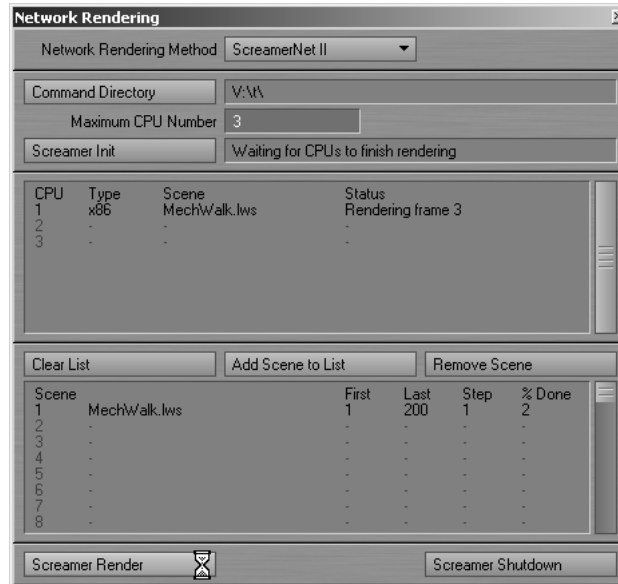 Network Rendering
Network Rendering Method ScreamerNet II
Command Directory V:\t\
Maximum CPU Number 3
Screamer Init Waiting for CPUs to finish rendering
CPU Type Scene Status
1 x86 MechWalk.lws Rendering frame 3
2 - - -
3 - - -
Clear List Add Scene to List Remove Scene
Scene First Last Step % Done
1 MechWalk.lws 1 200 1 2
2 - - - - -
3 - - - - -
4 - - - - -
5 - - - - -
6 - - - - -
7 - - - - -
8 - - - - -
Screamer Render Screamer Shutdown